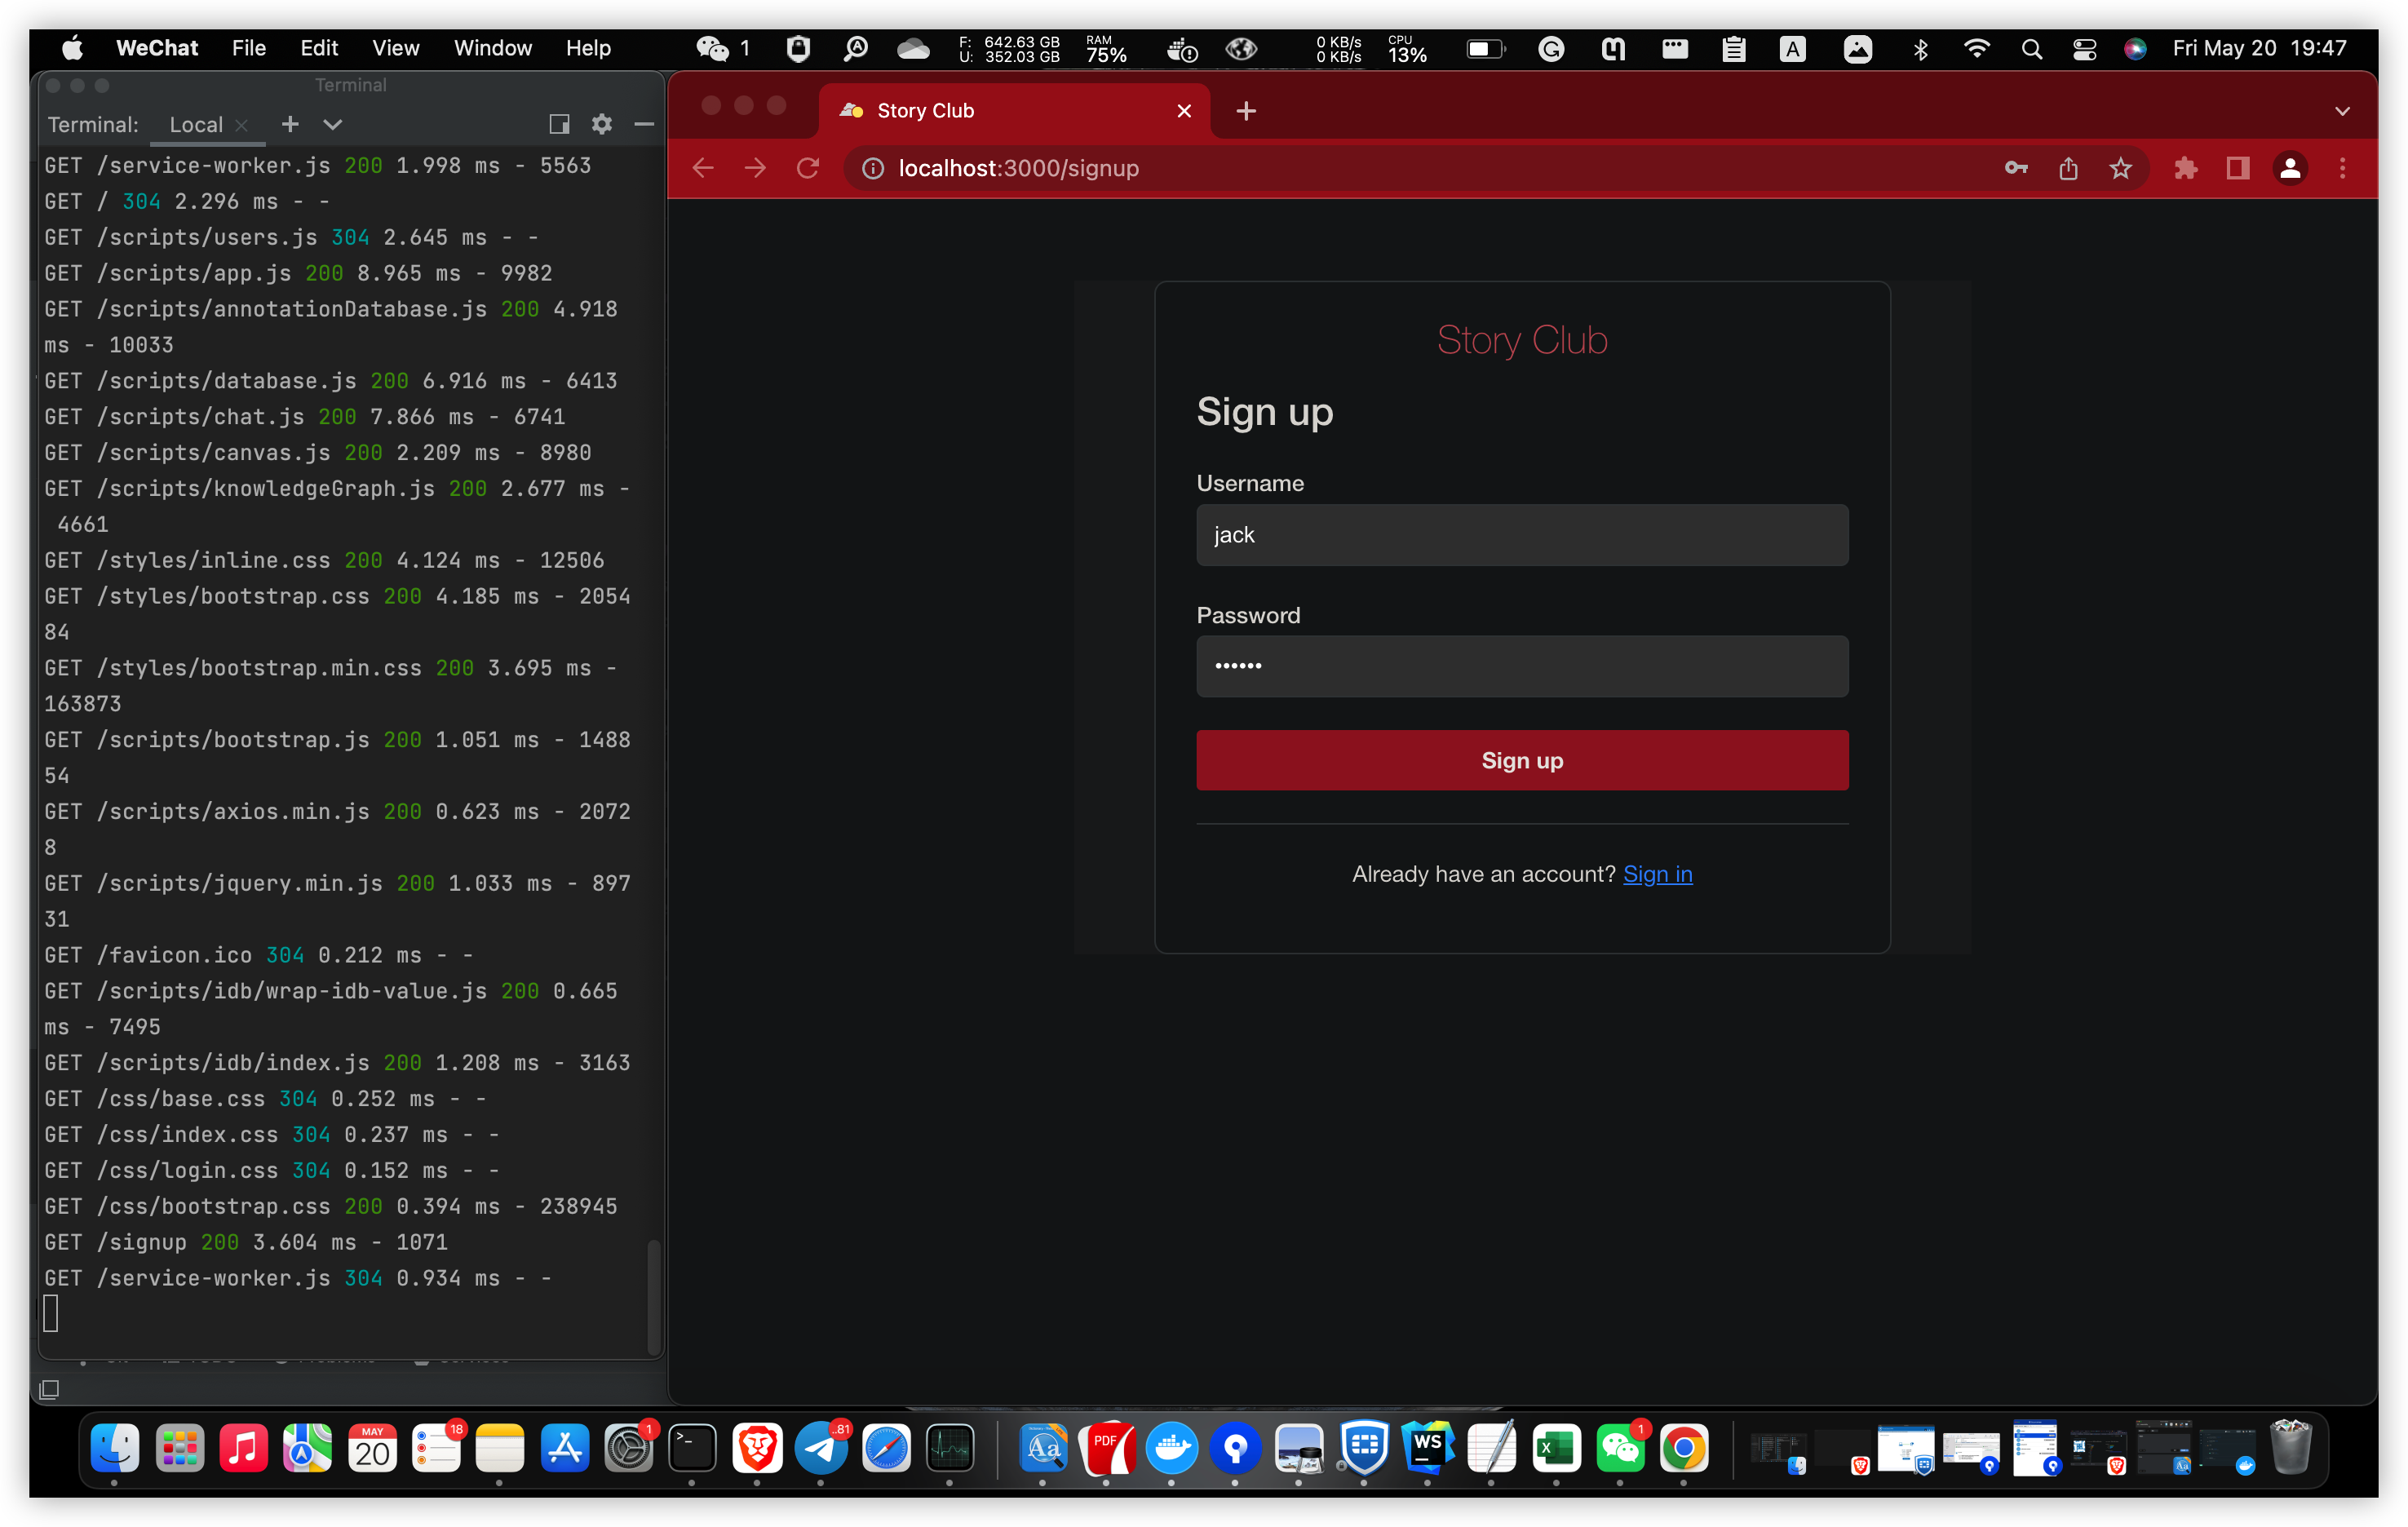 WeChat File Edit View Window Help 1 F: 642.63 GB RAM 0 KB/s CPU Fri May 20 19:47
U: 352.03 GB 75% 0 KB/s 13%
Terminal
Terminal: Local
GET /service-worker.js 200 1.998 ms - 5563
GET / 304 2.296 ms - -
GET /scripts/users.js 304 2.645 ms - -
GET /scripts/app.js 200 8.965 ms - 9982
GET /scripts/annotationDatabase.js 200 4.918
ms - 10033
GET /scripts/database.js 200 6.916 ms - 6413
GET /scripts/chat.js 200 7.866 ms - 6741
GET /scripts/canvas.js 200 2.209 ms - 8980
GET /scripts/knowledgeGraph.js 200 2.677 ms -
4661
GET /styles/inline.css 200 4.124 ms - 12506
GET /styles/bootstrap.css 200 4.185 ms - 2054
84
GET /styles/bootstrap.min.css 200 3.695 ms -
163873
GET /scripts/bootstrap.js 200 1.051 ms - 1488
54
GET /scripts/axios.min.js 200 0.623 ms - 2072
8
GET /scripts/jquery.min.js 200 1.033 ms - 897
31
GET /favicon.ico 304 0.212 ms - -
GET /scripts/idb/wrap-idb-value.js 200 0.665
ms - 7495
GET /scripts/idb/index.js 200 1.208 ms - 3163
GET /css/base.css 304 0.252 ms - -
GET /css/index.css 304 0.237 ms - -
GET /css/login.css 304 0.152 ms - -
GET /css/bootstrap.css 200 0.394 ms - 238945
GET /signup 200 3.604 ms - 1071
GET /service-worker.js 304 0.934 ms - -
Story Club
localhost:3000/signup
Story Club
Sign up
Username
jack
Password
••••••
Sign up
Already have an account? Sign in
MAY
20
18
1
..81
Aa
PDF
WS
X
1